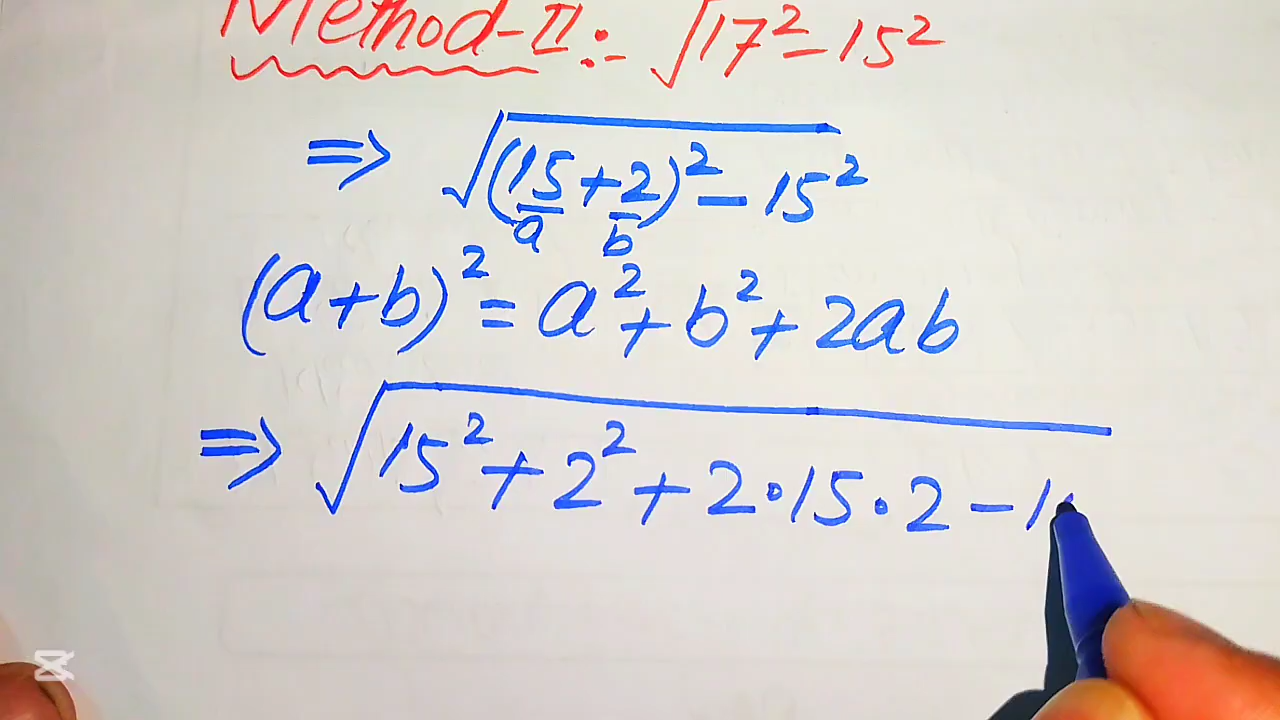 Method-II:- √17²-15²
⇒ √(15+2)²-15²
a b
(a+b)²=a²+b²+2ab
⇒ √15²+2²+2·15·2-1